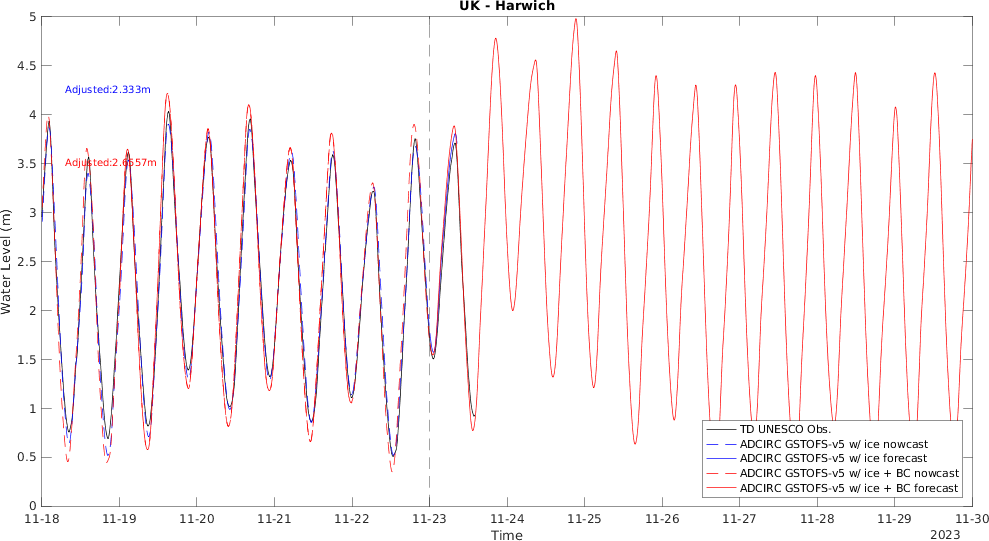 UK - Harwich
5
4.5
4
3.5
3
2.5
2
1.5
1
0.5
0
Water Level (m)
Adjusted:2.333m
Adjusted:2.6557m
TD UNESCO Obs.
ADCIRC GSTOFS-v5 w/ ice nowcast
ADCIRC GSTOFS-v5 w/ ice forecast
ADCIRC GSTOFS-v5 w/ ice + BC nowcast
ADCIRC GSTOFS-v5 w/ ice + BC forecast
11-18 11-19 11-20 11-21 11-22 11-23 11-24 11-25 11-26 11-27 11-28 11-29 11-30
Time
2023